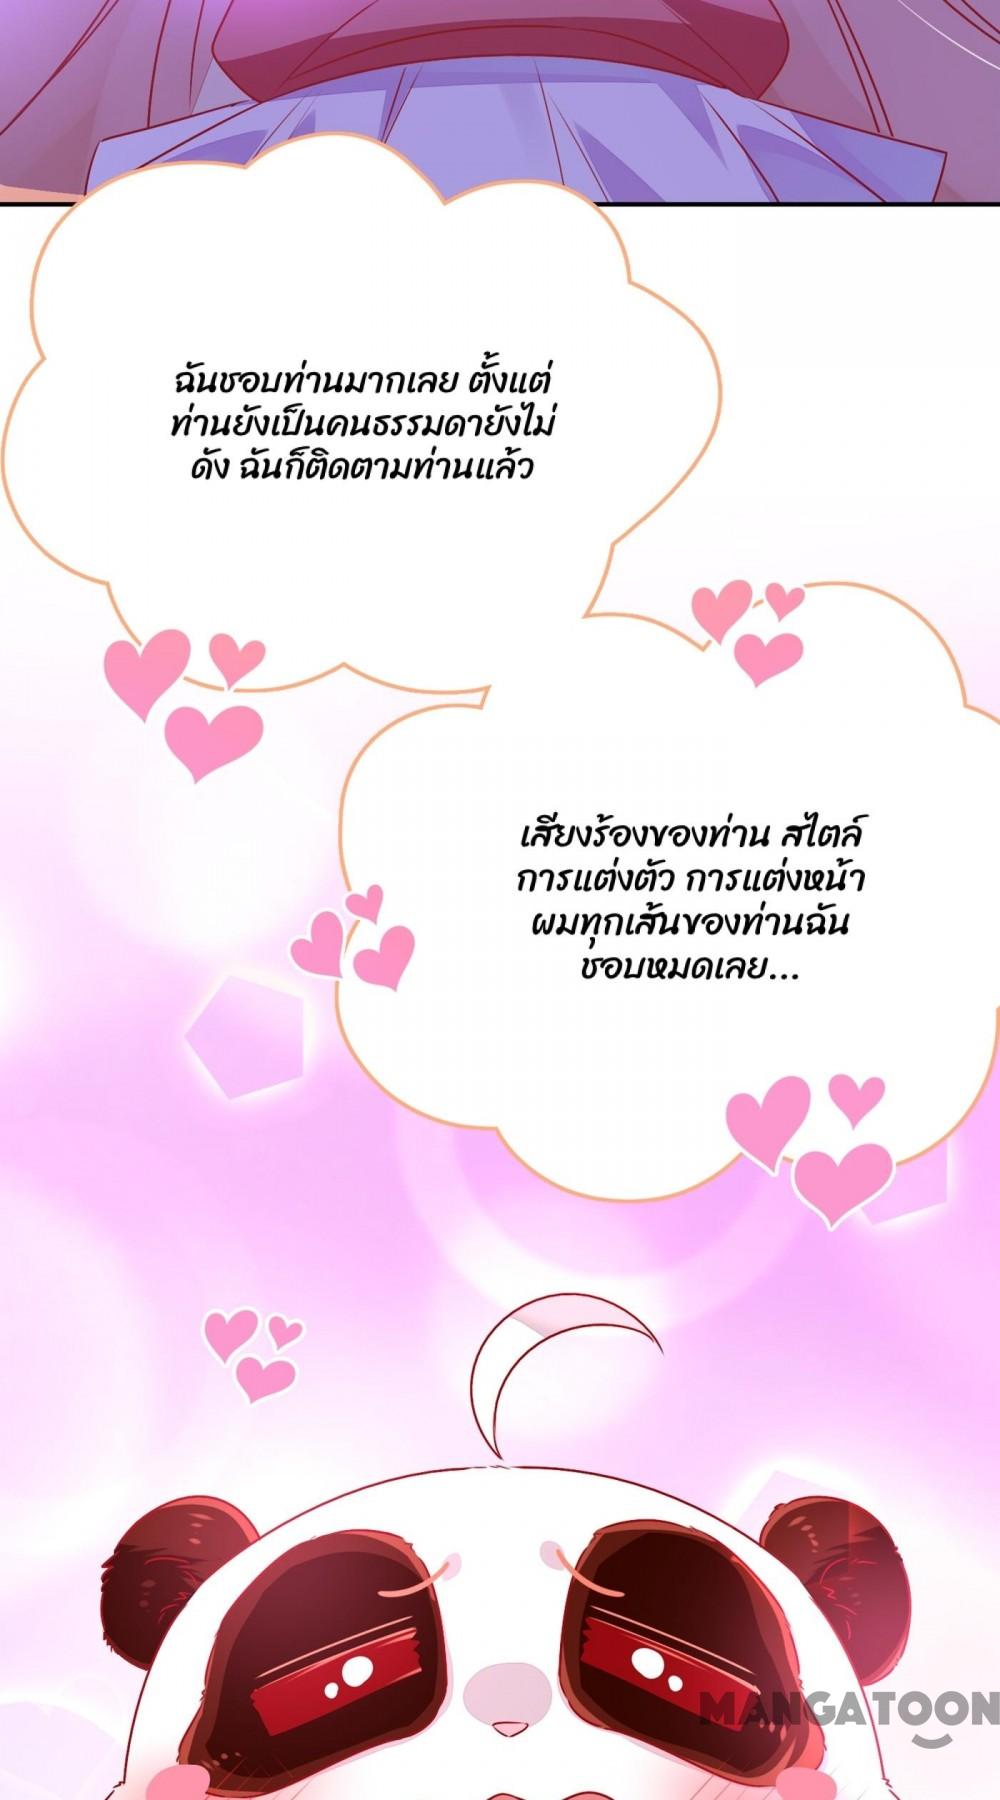 ฉันชอบท่านมากเลย ตั้งแต่
ท่านยังเป็นคนธรรมดายังไม่
ดัง ฉันก็ติดตามท่านแล้ว
เสียงร้องของท่าน สไตล์
การแต่งตัว การแต่งหน้า
ผมทุกเส้นของท่านฉัน
ชอบหมดเลย...
MANGATOON